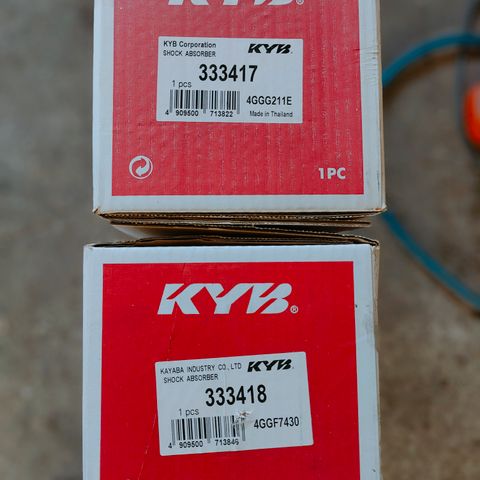 KYB
KYB Corporation KYB
SHOCK ABSORBER
333417
1 pcs
4GGG211E
4 909500 713822 Made in Thailand
1PC
KYB®
KAYABA INDUSTRY CO., LTD KYB®
SHOCK ABSORBER
333418
1 pcs
4GGF7430
4 909500 713846